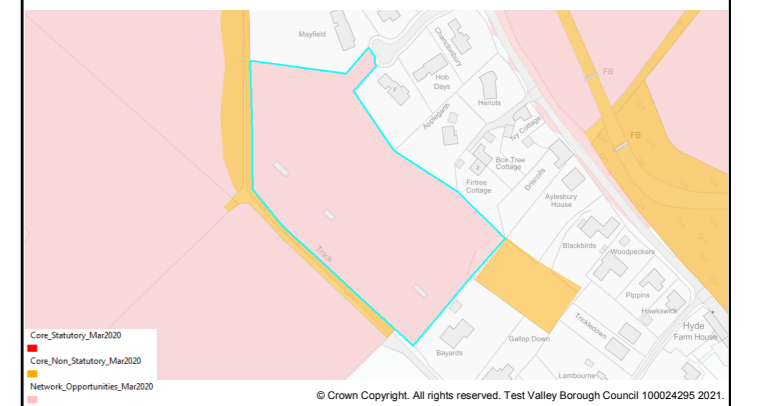 Mayfield
Chanctonbury
FB
Hob
Days
Heriots
Applegarth
Ivy Cottage
FB
Box Tree
Cottage
2
Firtree
Cottage
Driscolls
Aylesbury
House
Track
Blackbirds
Woodpeckers
Pippins
Hawkswick
Trickledown
Hyde
Farm House
Gallop Down
Bayards
Lambourne
Core_Statutory_Mar2020
Core_Non_Statutory_Mar2020
Network_Opportunities_Mar2020
© Crown Copyright. All rights reserved. Test Valley Borough Council 100024295 2021.